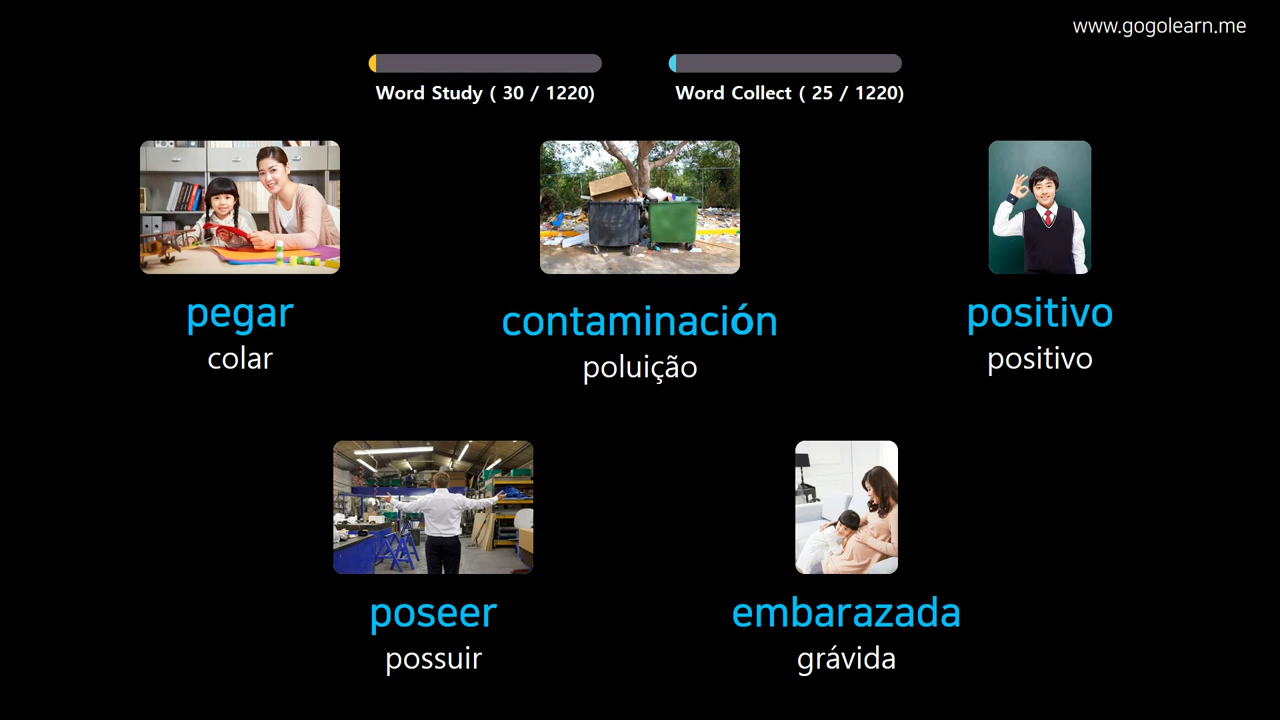 www.gogolearn.me
Word Study ( 30 / 1220)
Word Collect ( 25 / 1220)
pegar
colar
contaminación
poluição
positivo
positivo
poseer
possuir
embarazada
grávida